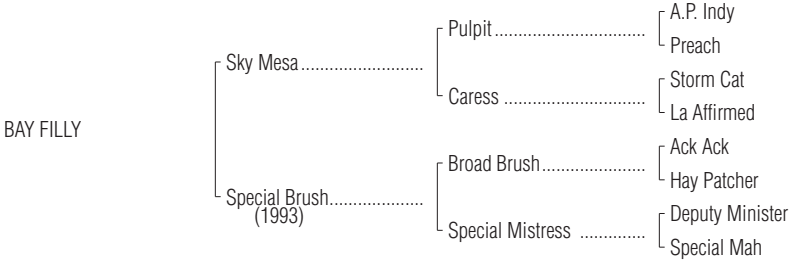 A.P. Indy
Pulpit..............................
Preach
Sky Mesa........................
Storm Cat
Caress ............................
La Affirmed
BAY FILLY
Ack Ack
Broad Brush.....................
Hay Patcher
Special Brush...................
(1993)
Deputy Minister
Special Mistress .............
Special Mah